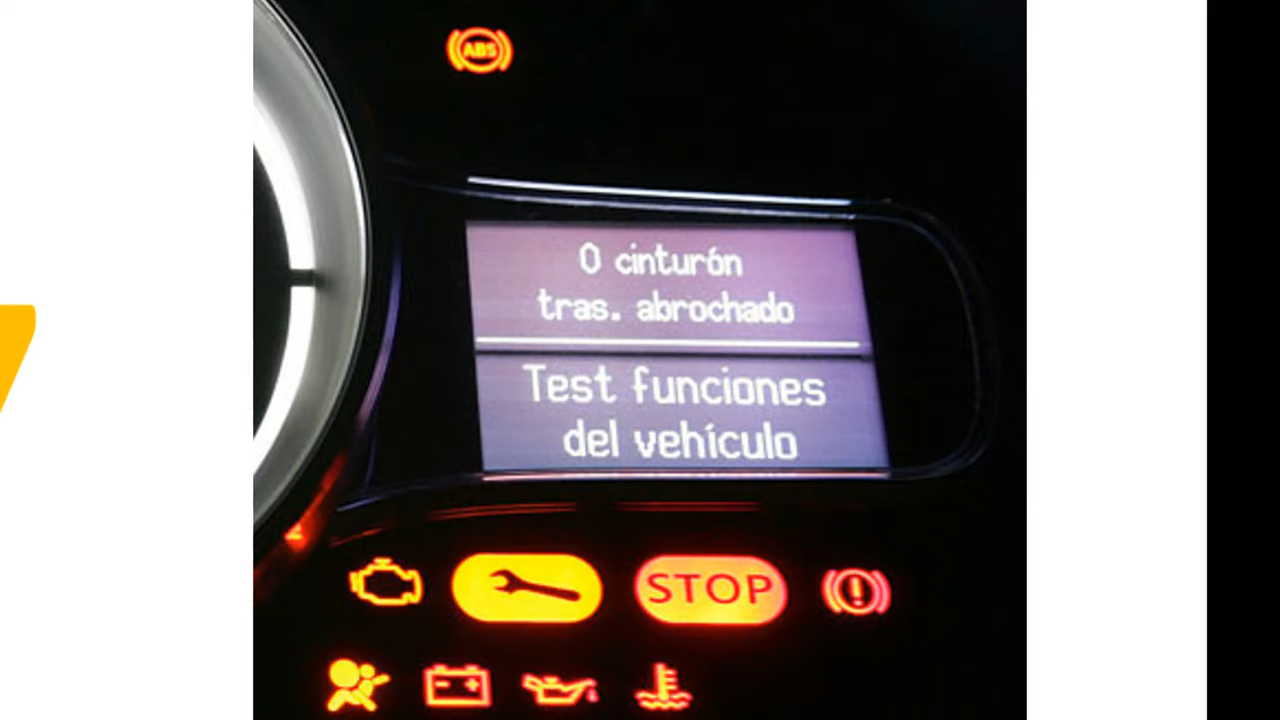 ABS
0 cinturón
tras. abrochado
Test funciones
del vehículo
STOP